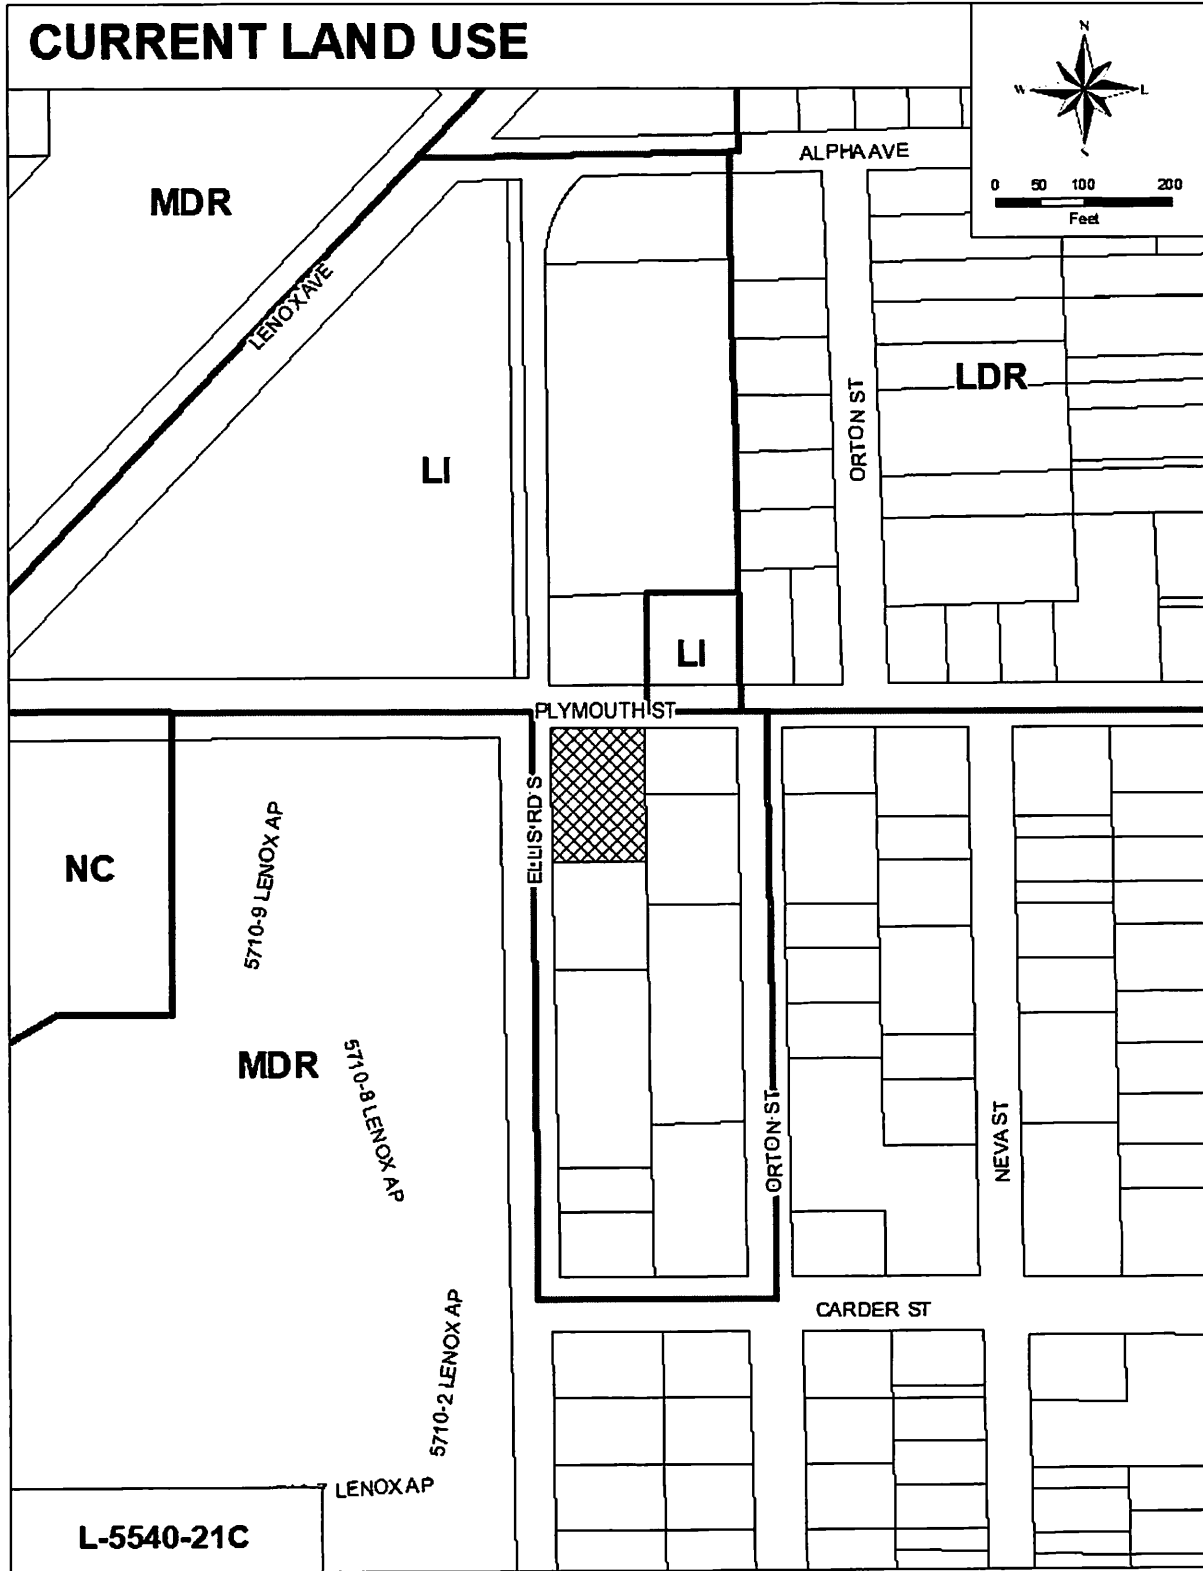 CURRENT LAND USE
N
W
0 50 100 200
Feet
ALPHA AVE
MDR
LENOX AVE
LDR
ORTON ST
LI
LI
PLYMOUTH ST
ELLIS RD S
NC
5710-9 LENOX AP
MDR
5710-8 LENOX AP
ORTON ST
NEVA ST
CARDER ST
5710-2 LENOX AP
LENOX AP
L-5540-21C